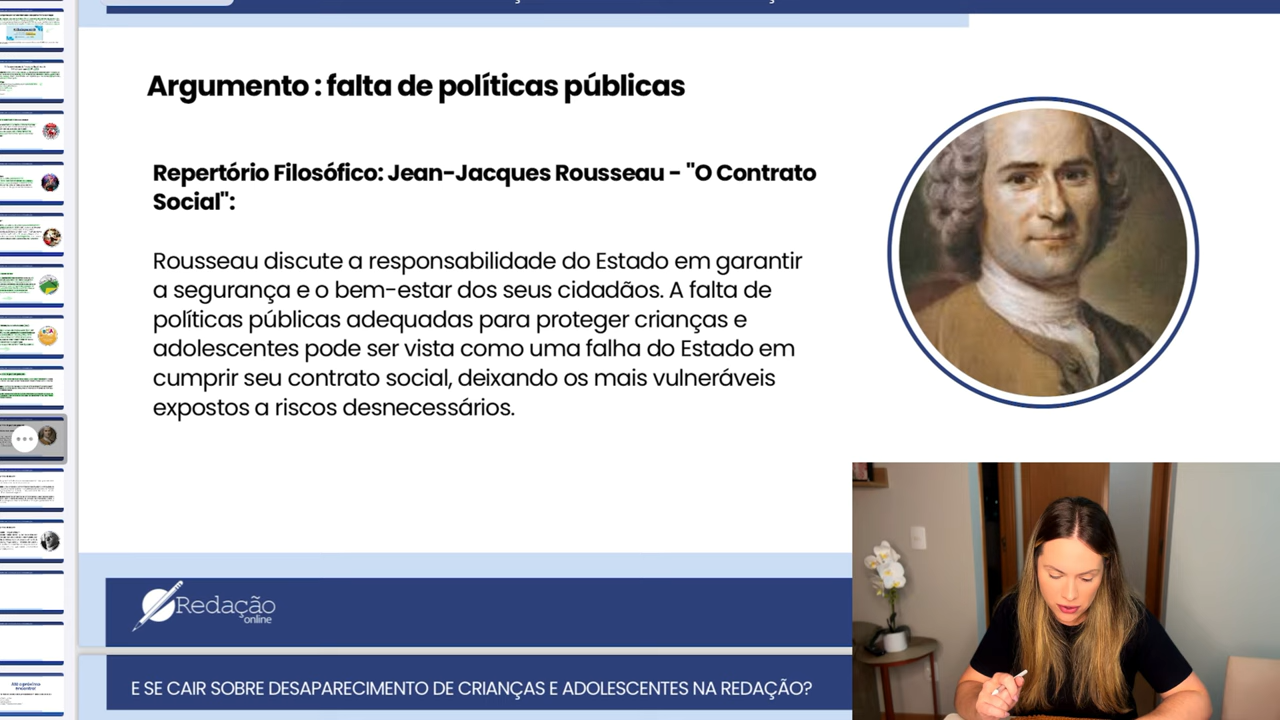 Argumento : falta de políticas públicas
Repertório Filosófico: Jean-Jacques Rousseau - "O Contrato
Social":
Rousseau discute a responsabilidade do Estado em garantir
a segurança e o bem-estar dos seus cidadãos. A falta de
políticas públicas adequadas para proteger crianças e
adolescentes pode ser vista como uma falha do Estado em
cumprir seu contrato social, deixando os mais vulneráveis
expostos a riscos desnecessários.
Redação
online
E SE CAIR SOBRE DESAPARECIMENTO DE CRIANÇAS E ADOLESCENTES NA REDAÇÃO?